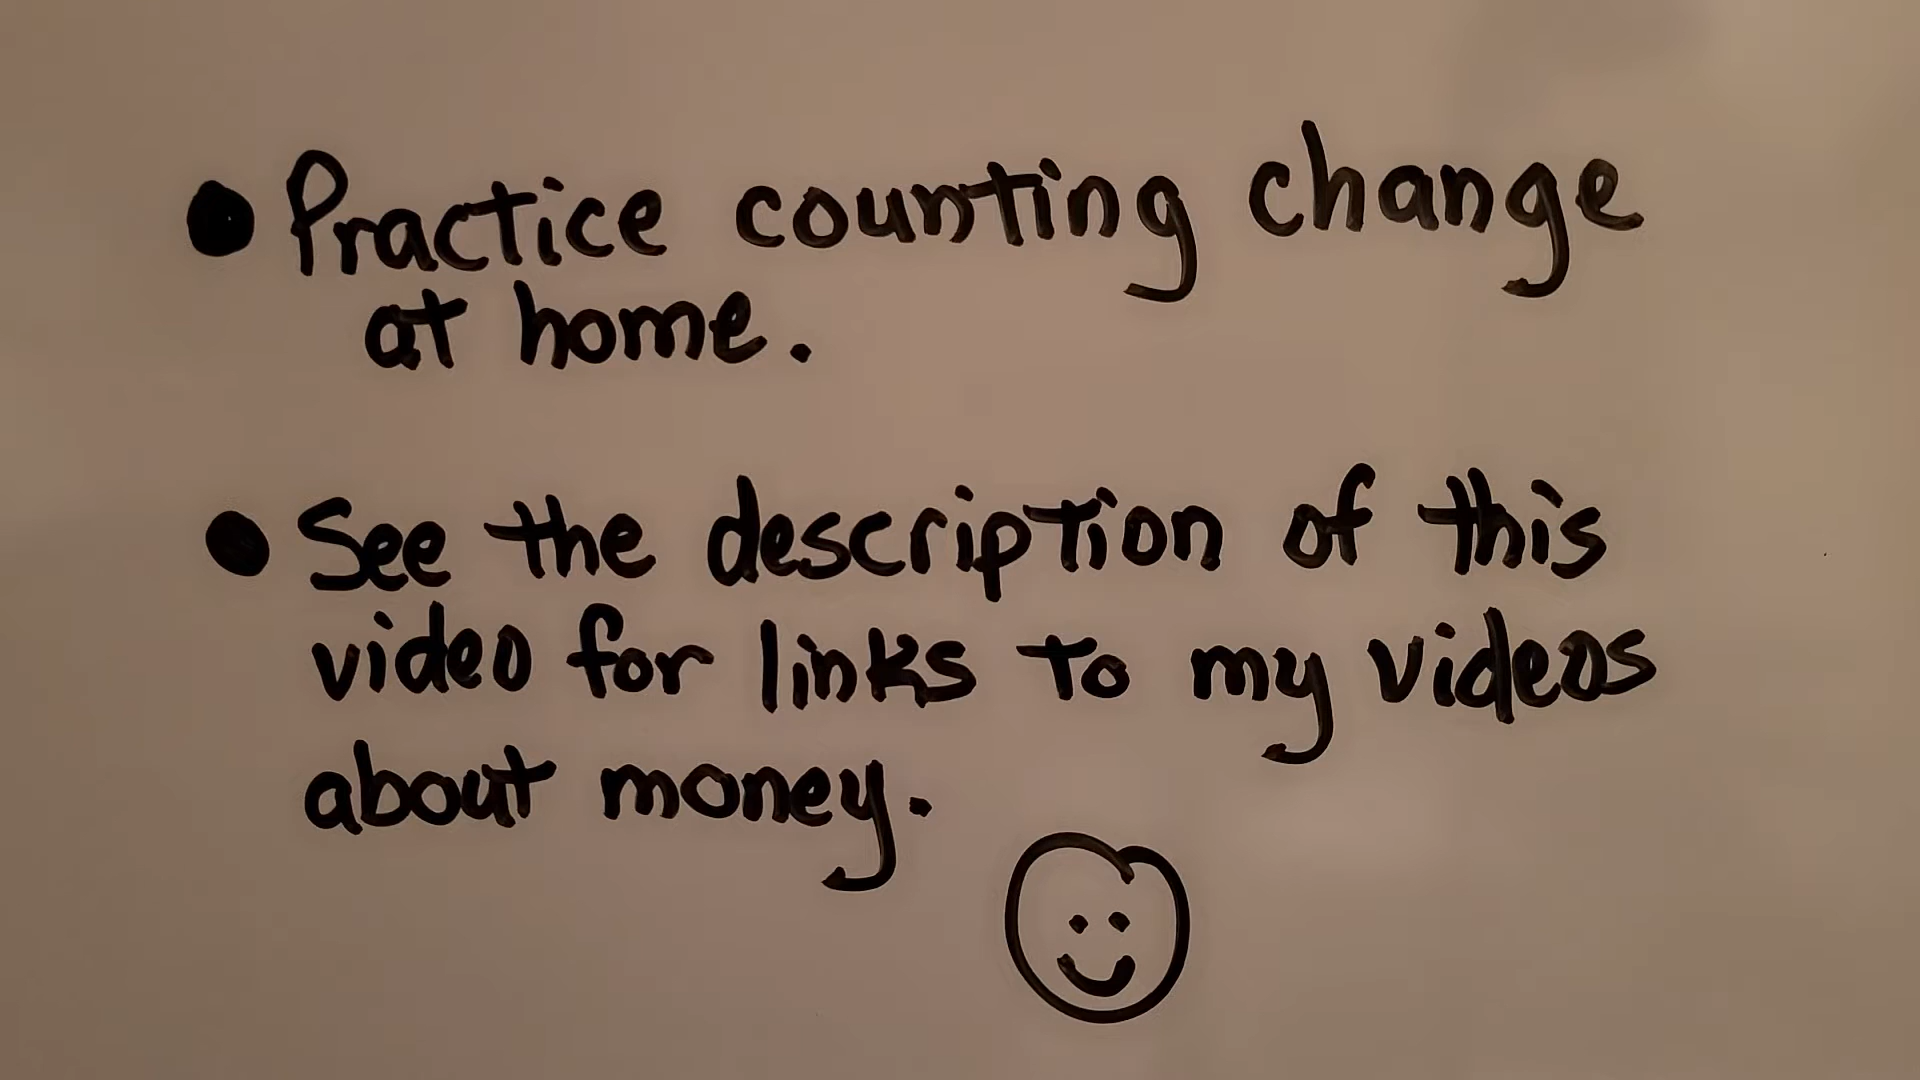 • Practice counting change
at home.
• See the description of this
video for links to my videos
about money.